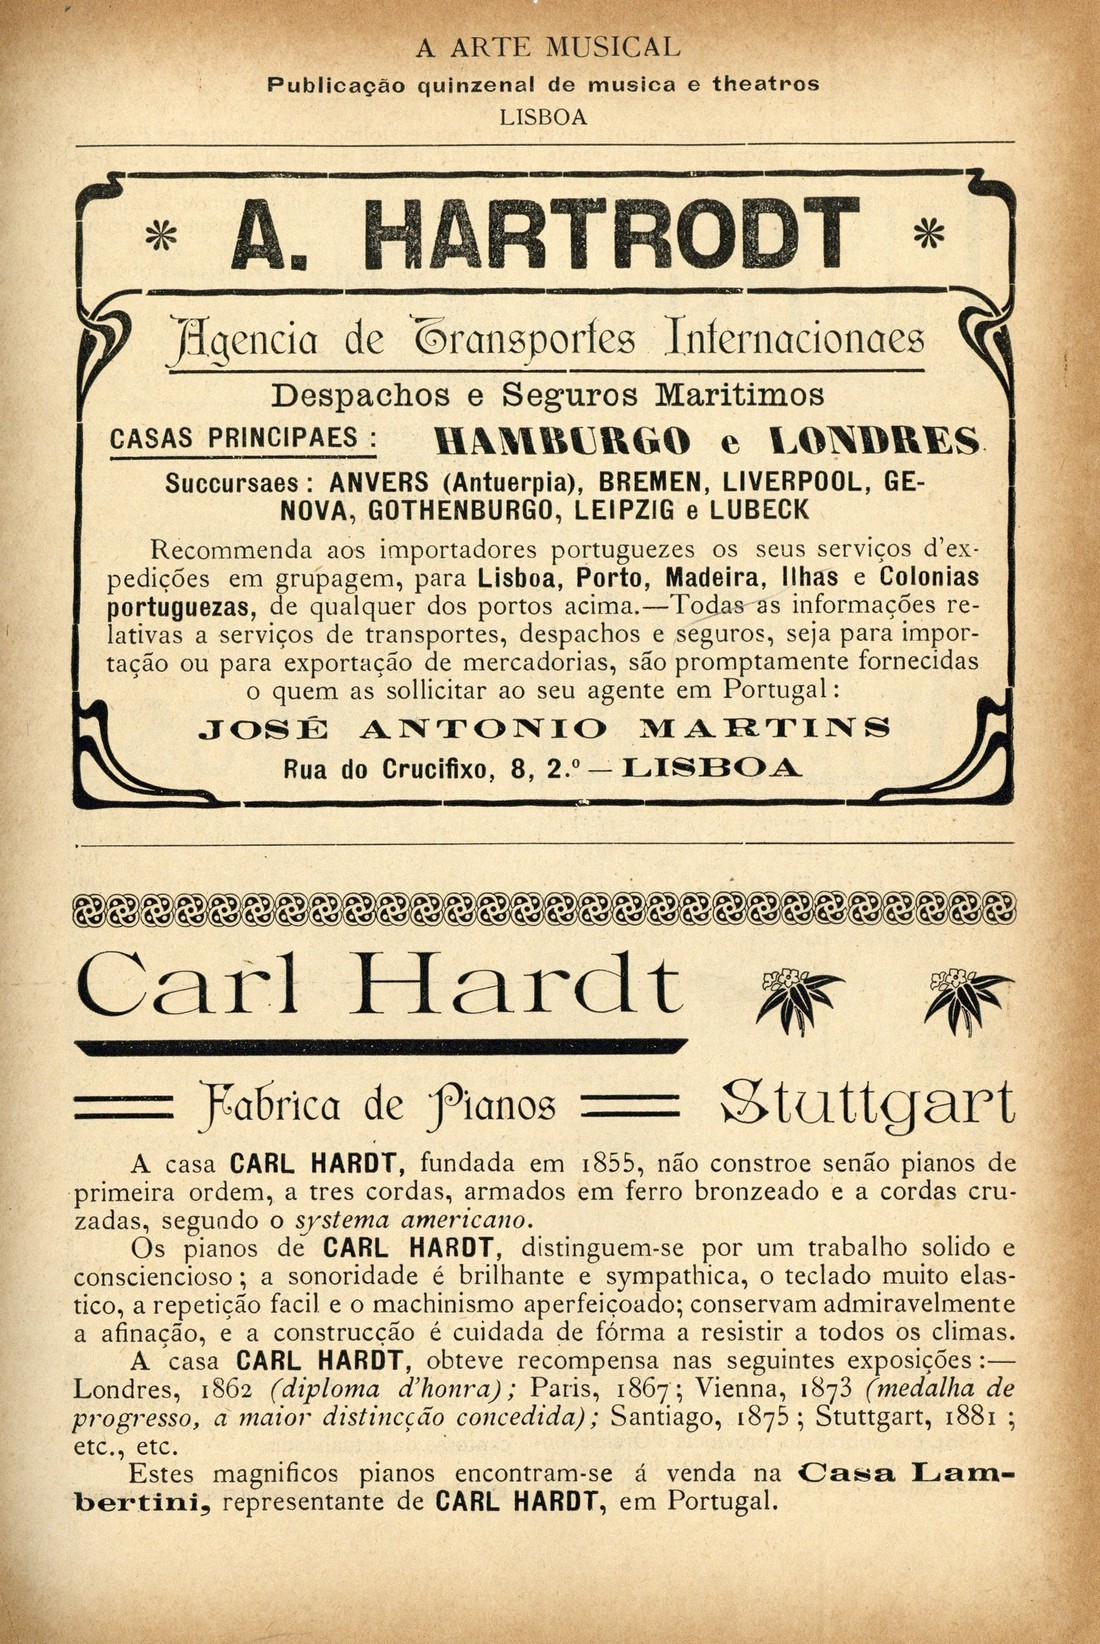 A ARTE MUSICAL
Publicação quinzenal de musica e theatros
LISBOA
* A. HARTRODT *
Agencia de Transportes Internacionaes
Despachos e Seguros Maritimos
CASAS PRINCIPAES : HAMBURGO e LONDRES
Succursaes : ANVERS (Antuerpia), BREMEN, LIVERPOOL, GE-
NOVA, GOTHENBURGO, LEIPZIG e LUBECK
Recommenda aos importadores portuguezes os seus serviços d'ex-
pedições em grupagem, para Lisboa, Porto, Madeira, Ilhas e Colonias
portuguezas, de qualquer dos portos acima.—Todas as informações re-
lativas a serviços de transportes, despachos e seguros, seja para impor-
tação ou para exportação de mercadorias, são promptamente fornecidas
o quem as sollicitar ao seu agente em Portugal :
JOSÉ ANTONIO MARTINS
Rua do Crucifixo, 8, 2.º — LISBOA
Carl Hardt
Fabrica de Pianos Stuttgart
A casa CARL HARDT, fundada em 1855, não constroe senão pianos de
primeira ordem, a tres cordas, armados em ferro bronzeado e a cordas cru-
zadas, segundo o systema americano.
Os pianos de CARL HARDT, distinguem-se por um trabalho solido e
consciencioso ; a sonoridade é brilhante e sympathica, o teclado muito elas-
tico, a repetição facil e o machinismo aperfeiçoado; conservam admiravelmente
a afinação, e a construcção é cuidada de fórma a resistir a todos os climas.
A casa CARL HARDT, obteve recompensa nas seguintes exposições :—
Londres, 1862 (diploma d'honra) ; Paris, 1867 ; Vienna, 1873 (medalha de
progresso, a maior distincção concedida) ; Santiago, 1875 ; Stuttgart, 1881 ;
etc., etc.
Estes magnificos pianos encontram-se á venda na Casa Lam-
bertini, representante de CARL HARDT, em Portugal.